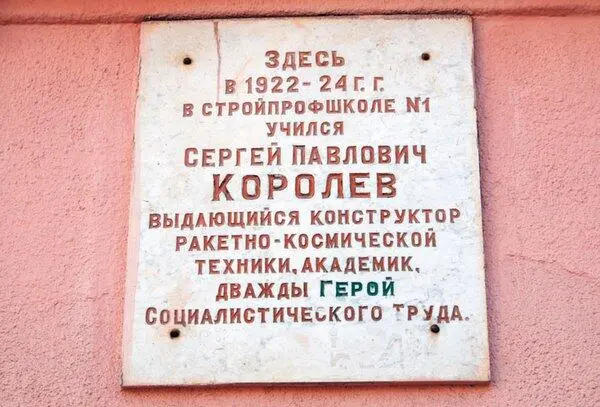 ЗДЕСЬ
В 1922-24 Г. Г.
В СТРОЙПРОФШКОЛЕ №1
УЧИЛСЯ
СЕРГЕЙ ПАВЛОВИЧ
КОРОЛЕВ
ВЫДАЮЩИЙСЯ КОНСТРУКТОР
РАКЕТНО-КОСМИЧЕСКОЙ
ТЕХНИКИ, АКАДЕМИК,
ДВАЖДЫ ГЕРОЙ
СОЦИАЛИСТИЧЕСКОГО ТРУДА.